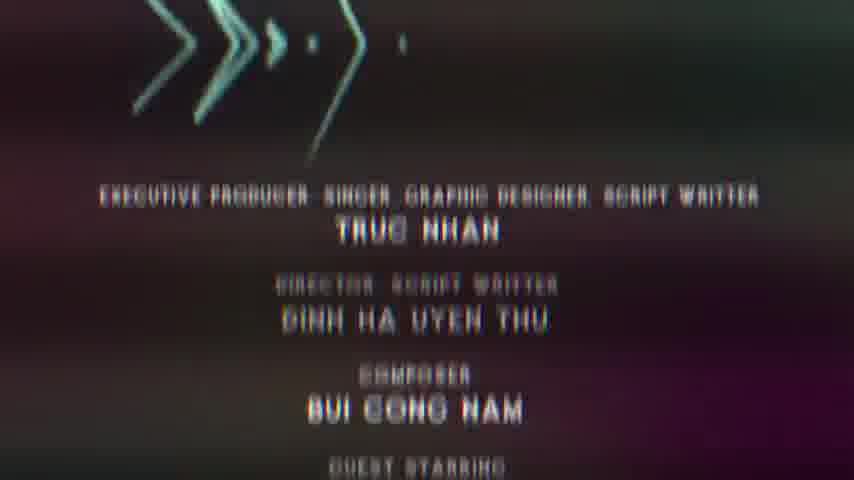 EXECUTIVE PRODUCER SINGER GRAPHIC DESIGNER SCRIPT WRITTER
TRUC NHAN
DIRECTOR SCRIPT WRITTER
DINH HA UYEN THU
COMPOSER
BUI CONG NAM
GUEST STARRING